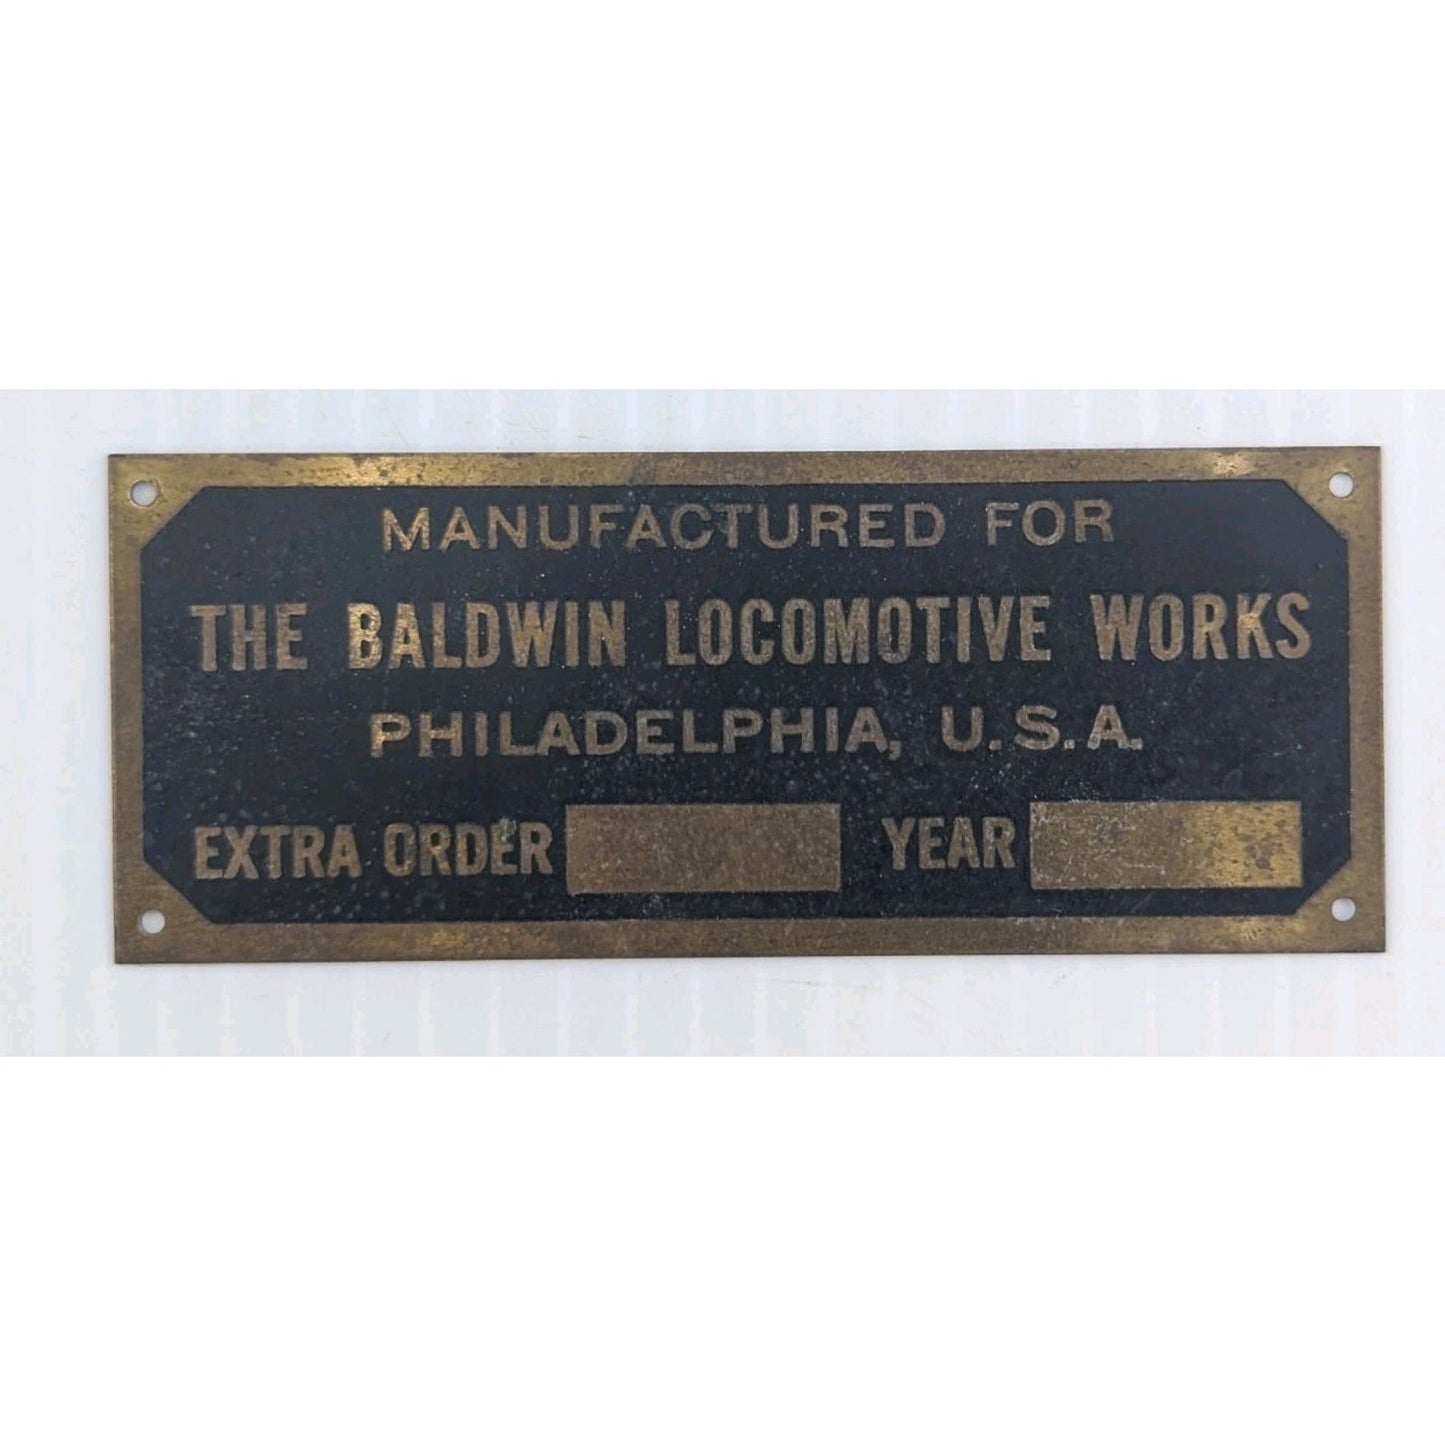 MANUFACTURED FOR
THE BALDWIN LOCOMOTIVE WORKS
PHILADELPHIA, U.S.A.
EXTRA ORDER YEAR